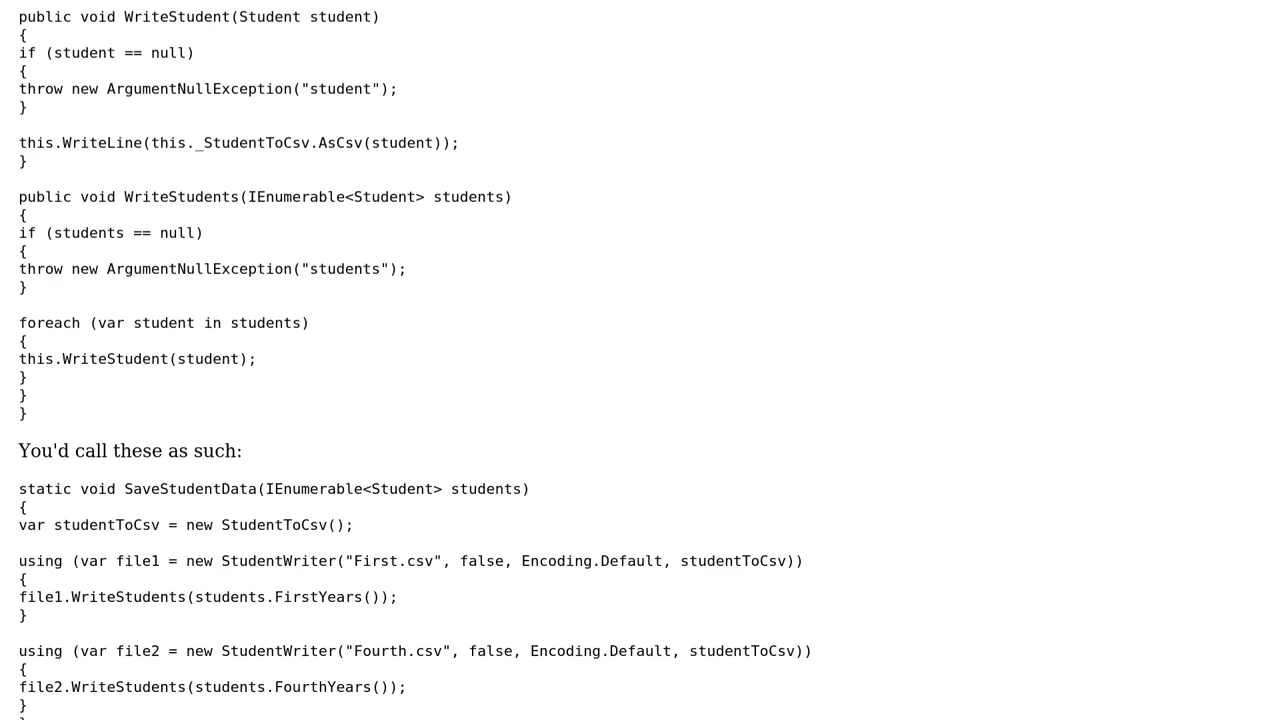 public void WriteStudent(Student student)
{
if (student == null)
{
throw new ArgumentNullException("student");
}

this.WriteLine(this._StudentToCsv.AsCsv(student));
}

public void WriteStudents(IEnumerable<Student> students)
{
if (students == null)
{
throw new ArgumentNullException("students");
}

foreach (var student in students)
{
this.WriteStudent(student);
}
}
}
You'd call these as such:
static void SaveStudentData(IEnumerable<Student> students)
{
var studentToCsv = new StudentToCsv();

using (var file1 = new StudentWriter("First.csv", false, Encoding.Default, studentToCsv))
{
file1.WriteStudents(students.FirstYears());
}

using (var file2 = new StudentWriter("Fourth.csv", false, Encoding.Default, studentToCsv))
{
file2.WriteStudents(students.FourthYears());
}
}